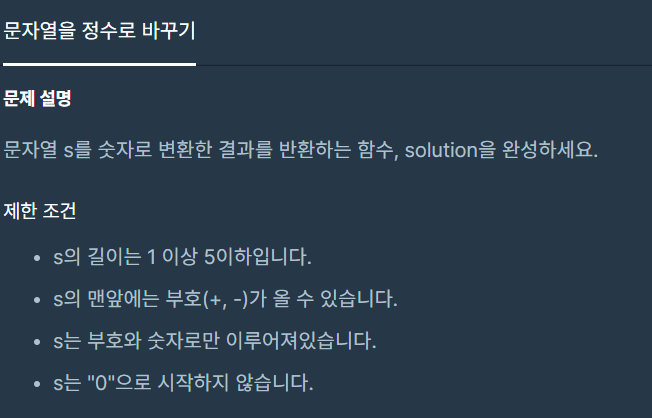 문자열을 정수로 바꾸기
문제 설명
문자열 s를 숫자로 변환한 결과를 반환하는 함수, solution을 완성하세요.
제한 조건
• s의 길이는 1 이상 5이하입니다.
• s의 맨앞에는 부호(+, -)가 올 수 있습니다.
• s는 부호와 숫자로만 이루어져있습니다.
• s는 "0"으로 시작하지 않습니다.